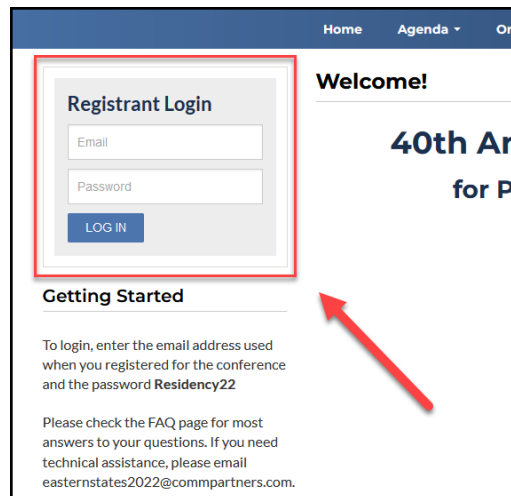 Home Agenda
Registrant Login
Email
Password
LOG IN
Getting Started
To login, enter the email address used
when you registered for the conference
and the password Residency22
Please check the FAQ page for most
answers to your questions. If you need
technical assistance, please email
easternstates2022@commpartners.com.
Welcome!
40th
for